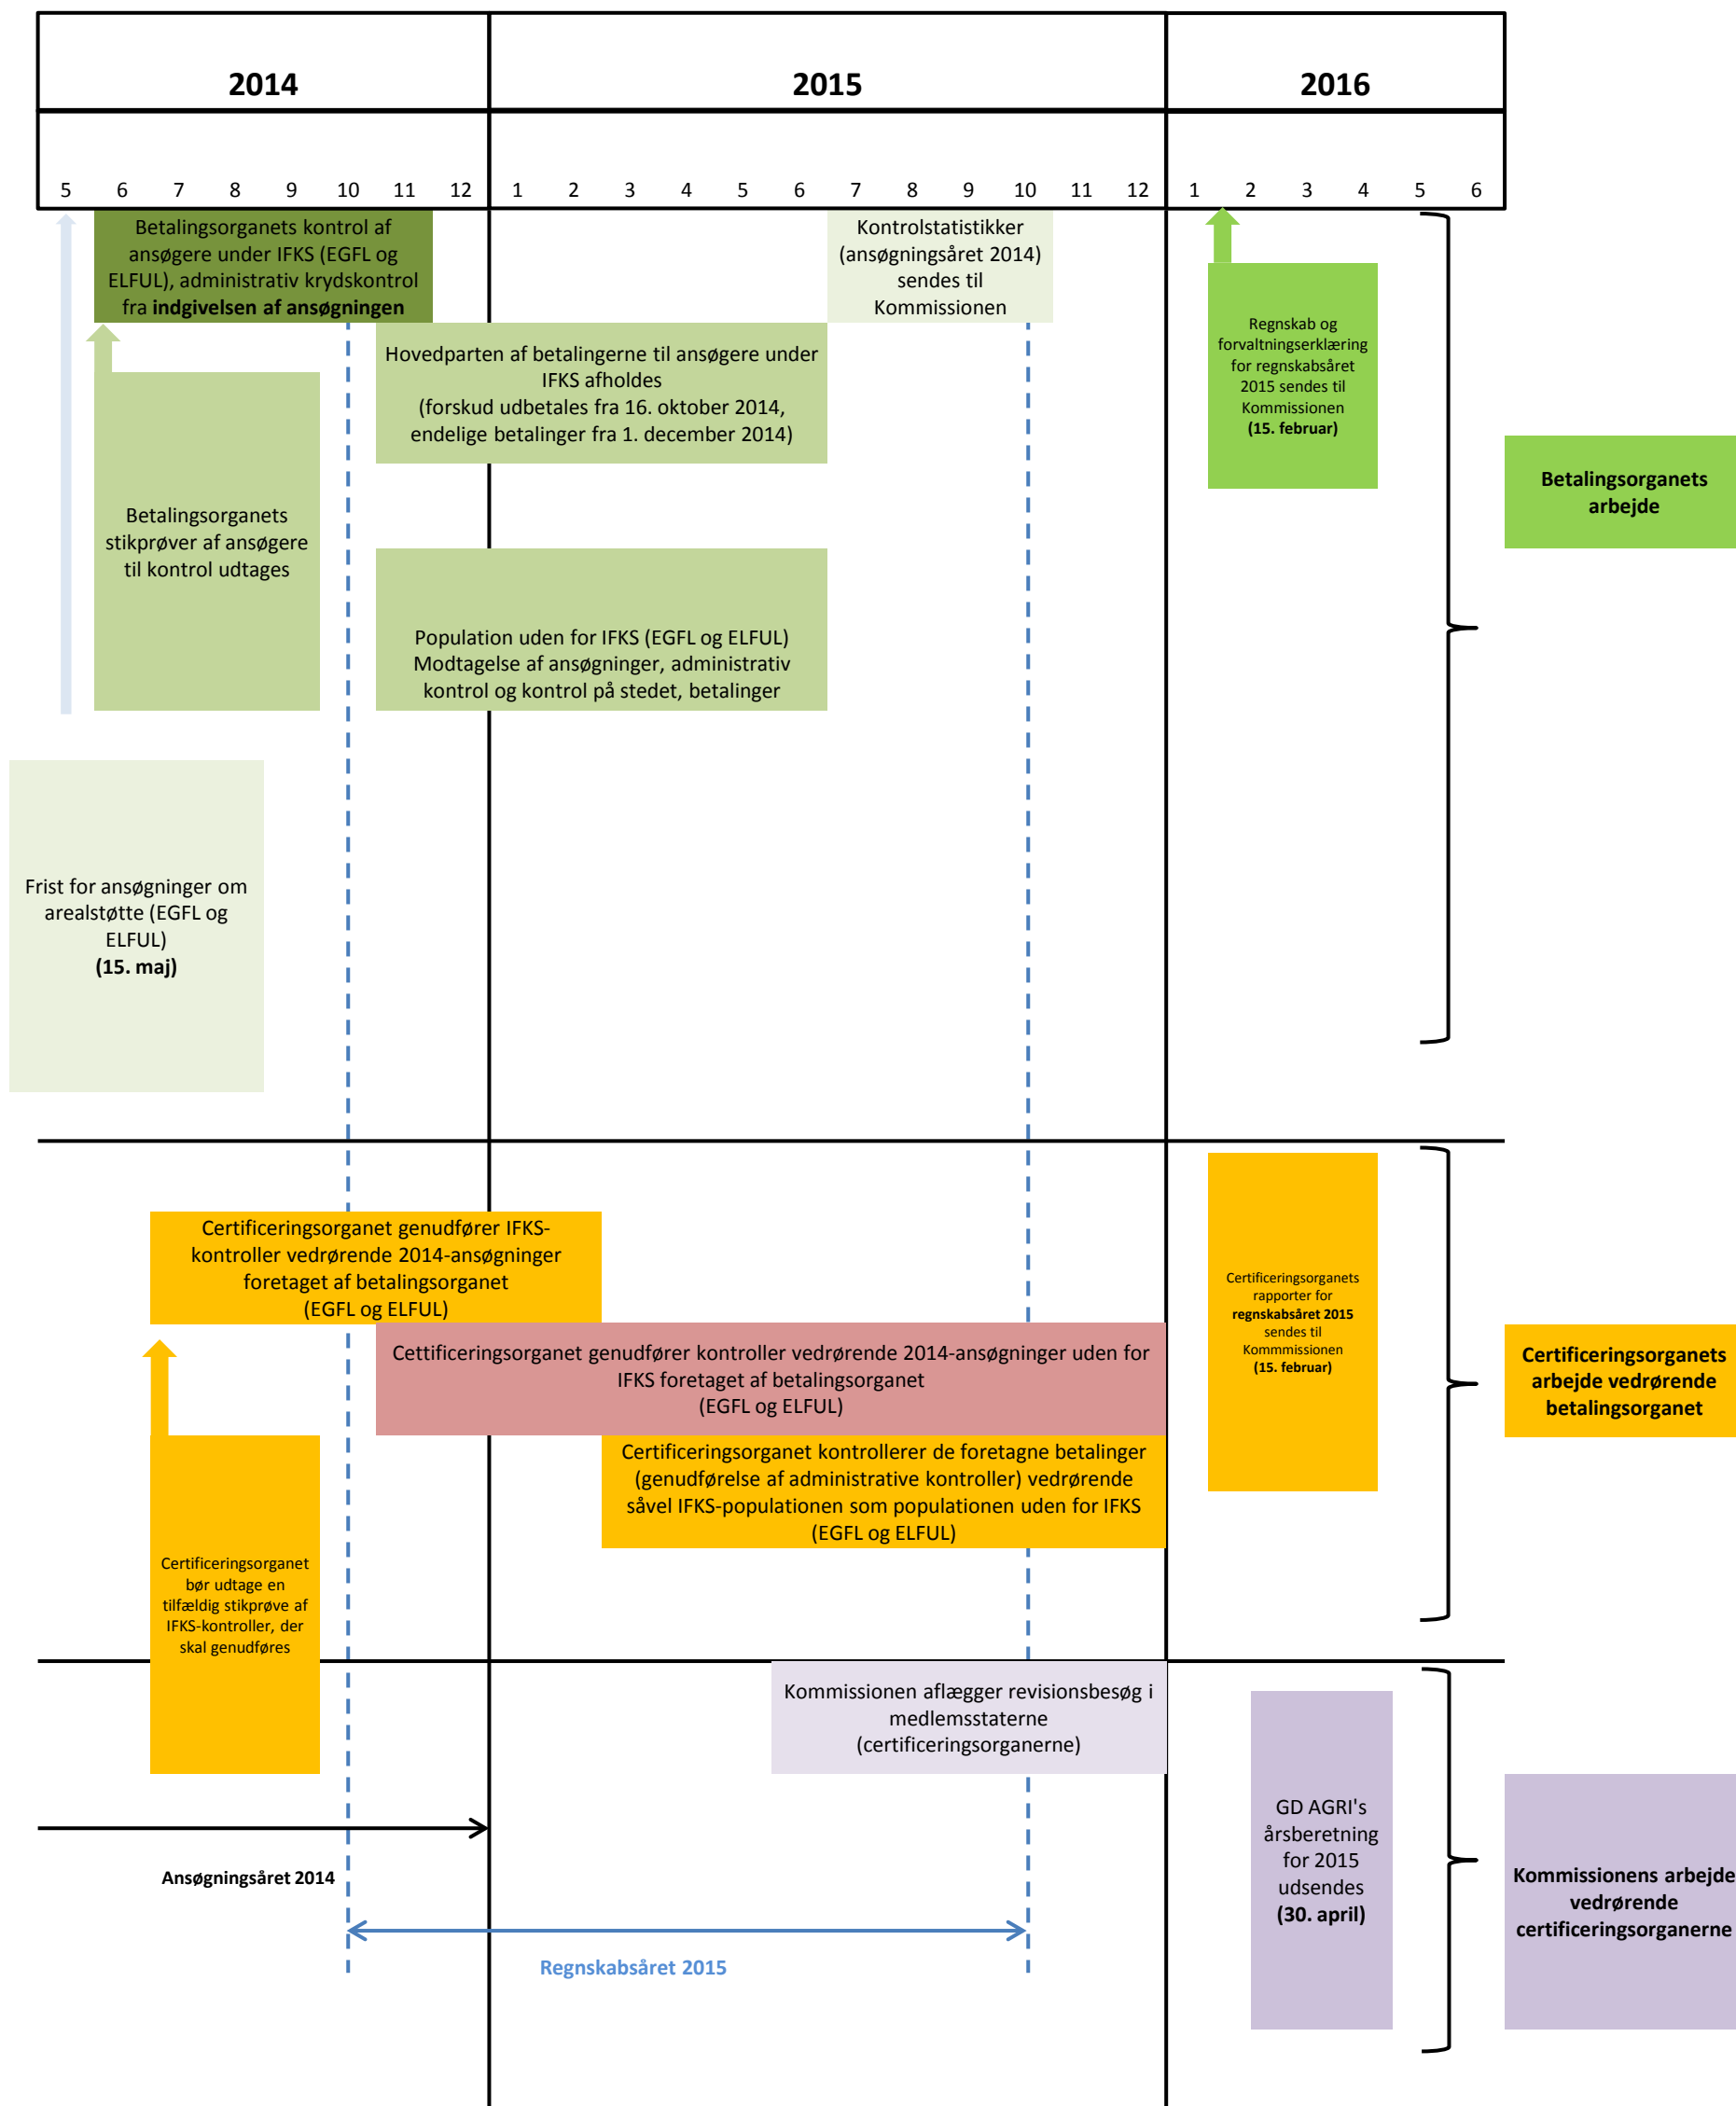 2014
2015
2016
5 6 7 8 9 10 11 12 1 2 3 4 5 6 7 8 9 10 11 12 1 2 3 4 5 6
Betalingsorganets kontrol af
ansøgere under IFKS (EGFL og
ELFUL), administrativ krydskontrol
fra indgivelsen af ansøgningen
Kontrolstatistikker
(ansøgningsåret 2014)
sendes til
Kommissionen
Regnskab og
forvaltningserklæring
for regnskabsåret
2015 sendes til
Kommissionen
(15. februar)
Hovedparten af betalingerne til ansøgere under
IFKS afholdes
(forskud udbetales fra 16. oktober 2014,
endelige betalinger fra 1. december 2014)
Betalingsorganets
arbejde
Betalingsorganets
stikprøver af ansøgere
til kontrol udtages
Population uden for IFKS (EGFL og ELFUL)
Modtagelse af ansøgninger, administrativ
kontrol og kontrol på stedet, betalinger
Frist for ansøgninger om
arealstøtte (EGFL og
ELFUL)
(15. maj)
Certificeringsorganet genudfører IFKS-
kontroller vedrørende 2014-ansøgninger
foretaget af betalingsorganet
(EGFL og ELFUL)
Certificeringsorganets
rapporter for
regnskabsåret 2015
sendes til
Kommmissionen
(15. februar)
Cettificeringsorganet genudfører kontroller vedrørende 2014-ansøgninger uden for
IFKS foretaget af betalingsorganet
(EGFL og ELFUL)
Certificeringsorganets
arbejde vedrørende
betalingsorganet
Certificeringsorganet kontrollerer de foretagne betalinger
(genudførelse af administrative kontroller) vedrørende
såvel IFKS-populationen som populationen uden for IFKS
(EGFL og ELFUL)
Certificeringsorganet
bør udtage en
tilfældig stikprøve af
IFKS-kontroller, der
skal genudføres
Kommissionen aflægger revisionsbesøg i
medlemsstaterne
(certificeringsorganerne)
GD AGRI's
årsberetning
for 2015
udsendes
(30. april)
Kommissionens arbejde
vedrørende
certificeringsorganerne
Ansøgningsåret 2014
Regnskabsåret 2015